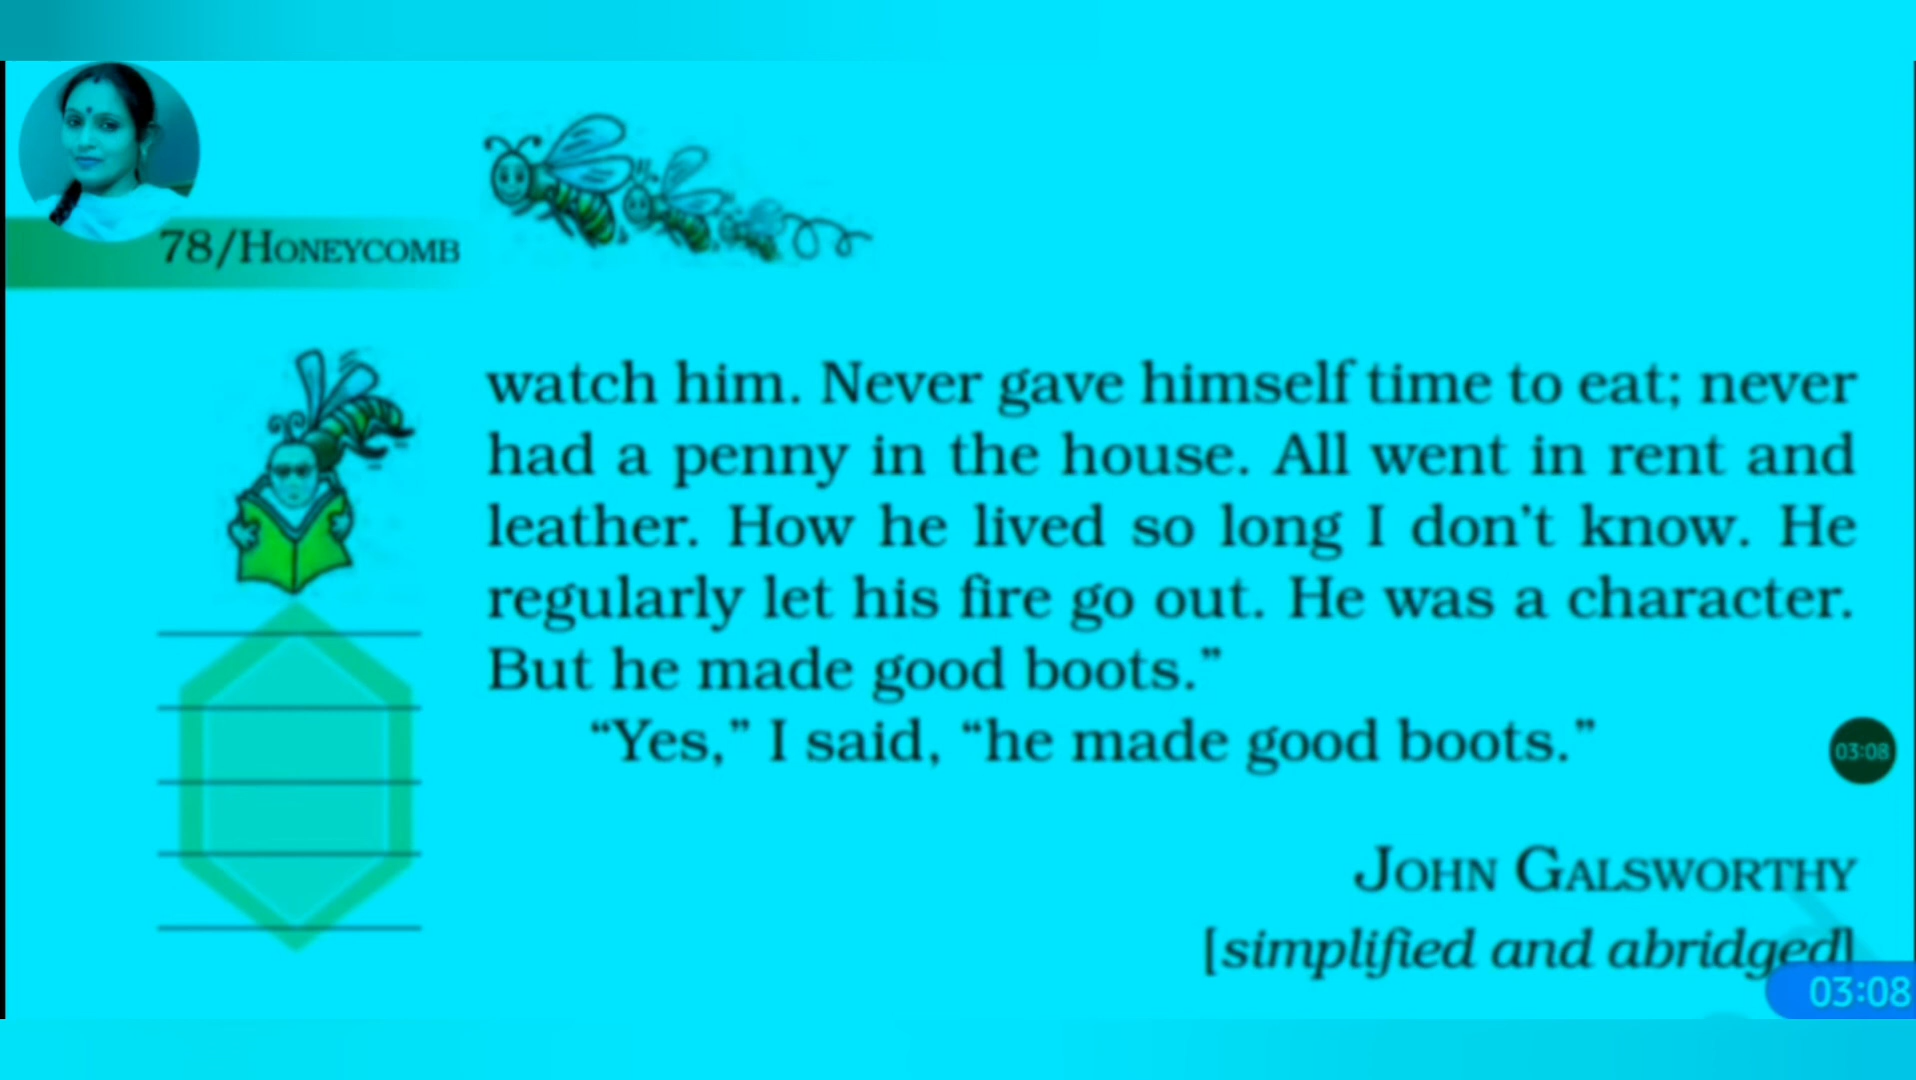 78/HONEYCOMB
watch him. Never gave himself time to eat; never
had a penny in the house. All went in rent and
leather. How he lived so long I don’t know. He
regularly let his fire go out. He was a character.
But he made good boots.”
“Yes,” I said, “he made good boots.”
03:08
JOHN GALSWORTHY
[simplified and abridged]
03:08